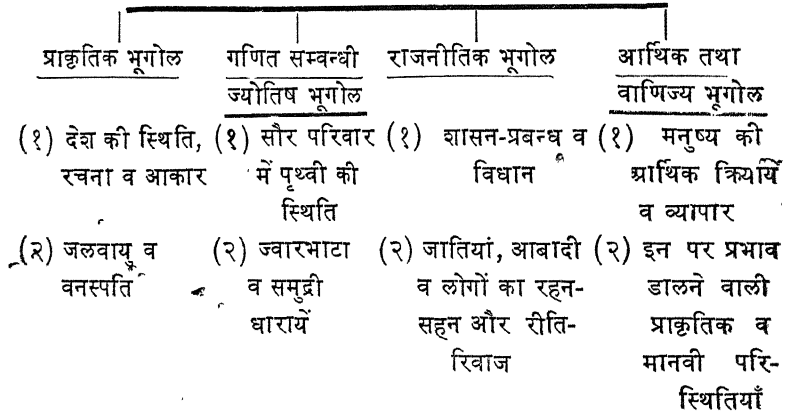 प्राकृतिक भूगोल
(१) देश की स्थिति,
रचना व आकार
(२) जलवायु व
वनस्पति
गणित सम्बन्धी
ज्योतिष भूगोल
(१) सौर परिवार
में पृथ्वी की
स्थिति
(२) ज्वारभाटा
व समुद्री
धारायें
राजनीतिक भूगोल
(१) शासन-प्रबन्ध व
विधान
(२) जातियां, आबादी
व लोगों का रहन-
सहन और रीति-
रिवाज
आर्थिक तथा
वाणिज्य भूगोल
(१) मनुष्य की
आर्थिक क्रियायें
व व्यापार
(२) इन पर प्रभाव
डालने वाली
प्राकृतिक व
मानवी परि-
स्थितियाँ